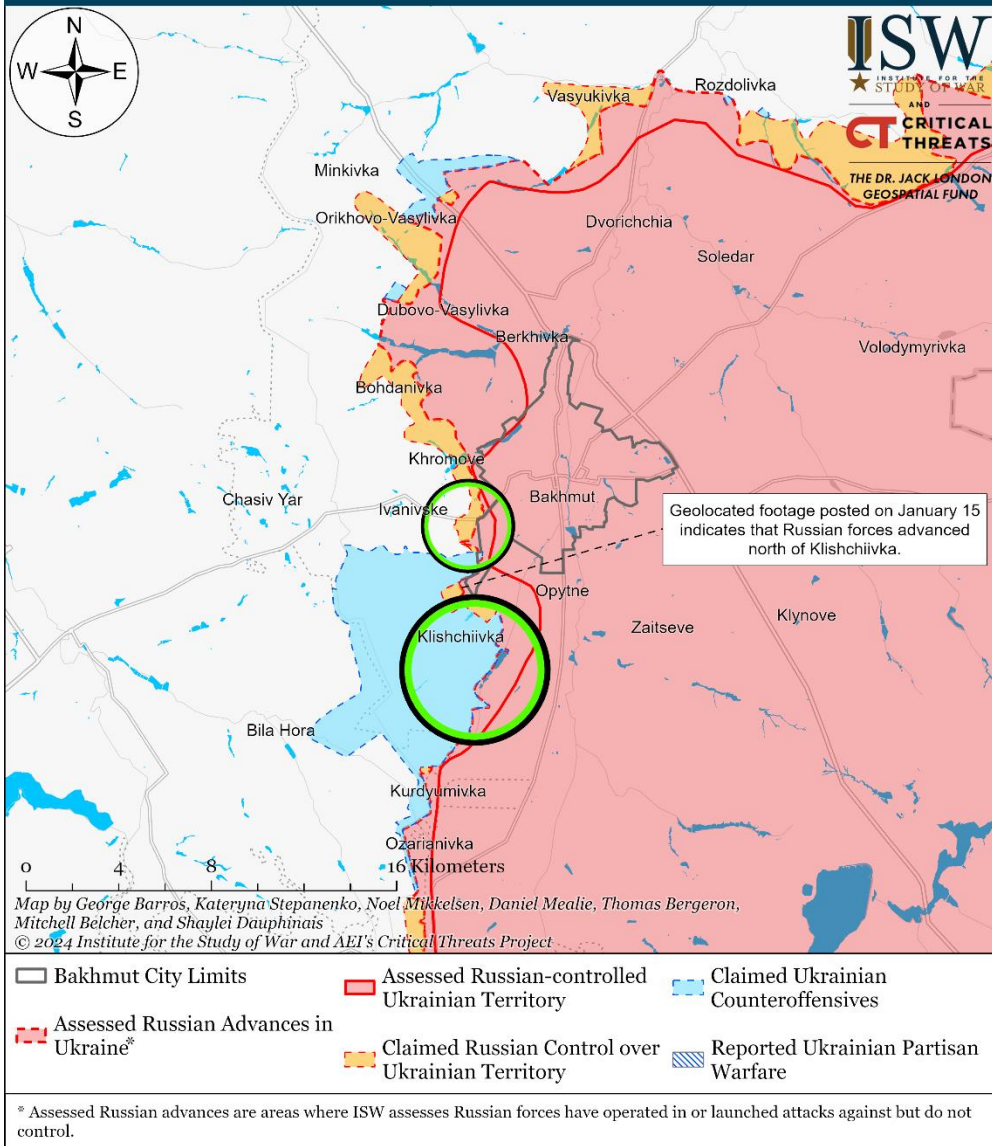 N
W
E
S
ISW
INSTITUTE FOR THE
STUDY OF WAR
AND
CT CRITICAL
THREATS
THE DR. JACK LONDON
GEOSPATIAL FUND
Vasyukivka
Rozdolivka
Minkivka
Orikhovo-Vasylivka
Dvorichchia
Soledar
Dubovo-Vasylivka
Berkhivka
Volodymyrivka
Bohdanivka
Khromove
Chasiv Yar
Ivanivske
Bakhmut
Geolocated footage posted on January 15
indicates that Russian forces advanced
north of Klishchiivka.
Opytne
Klishchiivka
Zaitseve
Klynove
Bila Hora
Kurdyumivka
Ozarianivka
0 4 8 16 Kilometers
Map by George Barros, Kateryna Stepanenko, Noel Mikkelsen, Daniel Mealie, Thomas Bergeron,
Mitchell Belcher, and Shaylei Dauphinais
© 2024 Institute for the Study of War and AEI's Critical Threats Project
Bakhmut City Limits
Assessed Russian Advances in
Ukraine*
Assessed Russian-controlled
Ukrainian Territory
Claimed Russian Control over
Ukrainian Territory
Claimed Ukrainian
Counteroffensives
Reported Ukrainian Partisan
Warfare
* Assessed Russian advances are areas where ISW assesses Russian forces have operated in or launched attacks against but do not
control.